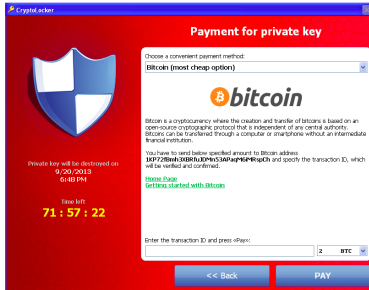 CryptoLocker
Payment for private key
Choose a convenient payment method:
Bitcoin (most cheap option)
bitcoin
Bitcoin is a cryptocurrency where the creation and transfer of bitcoins is based on an
open-source cryptographic protocol that is independent of any central authority.
Bitcoins can be transferred through a computer or smartphone without an intermediate
financial institution.
You have to send below specified amount to Bitcoin address
and specify the transaction ID, which
will be verified and confirmed.
Home Page
Getting started with Bitcoin
Private key will be destroyed on
9/20/2013
6:48 PM
Time left
71 : 57 : 22
Enter the transaction ID and press «Pay»:
2 BTC
<< Back
PAY